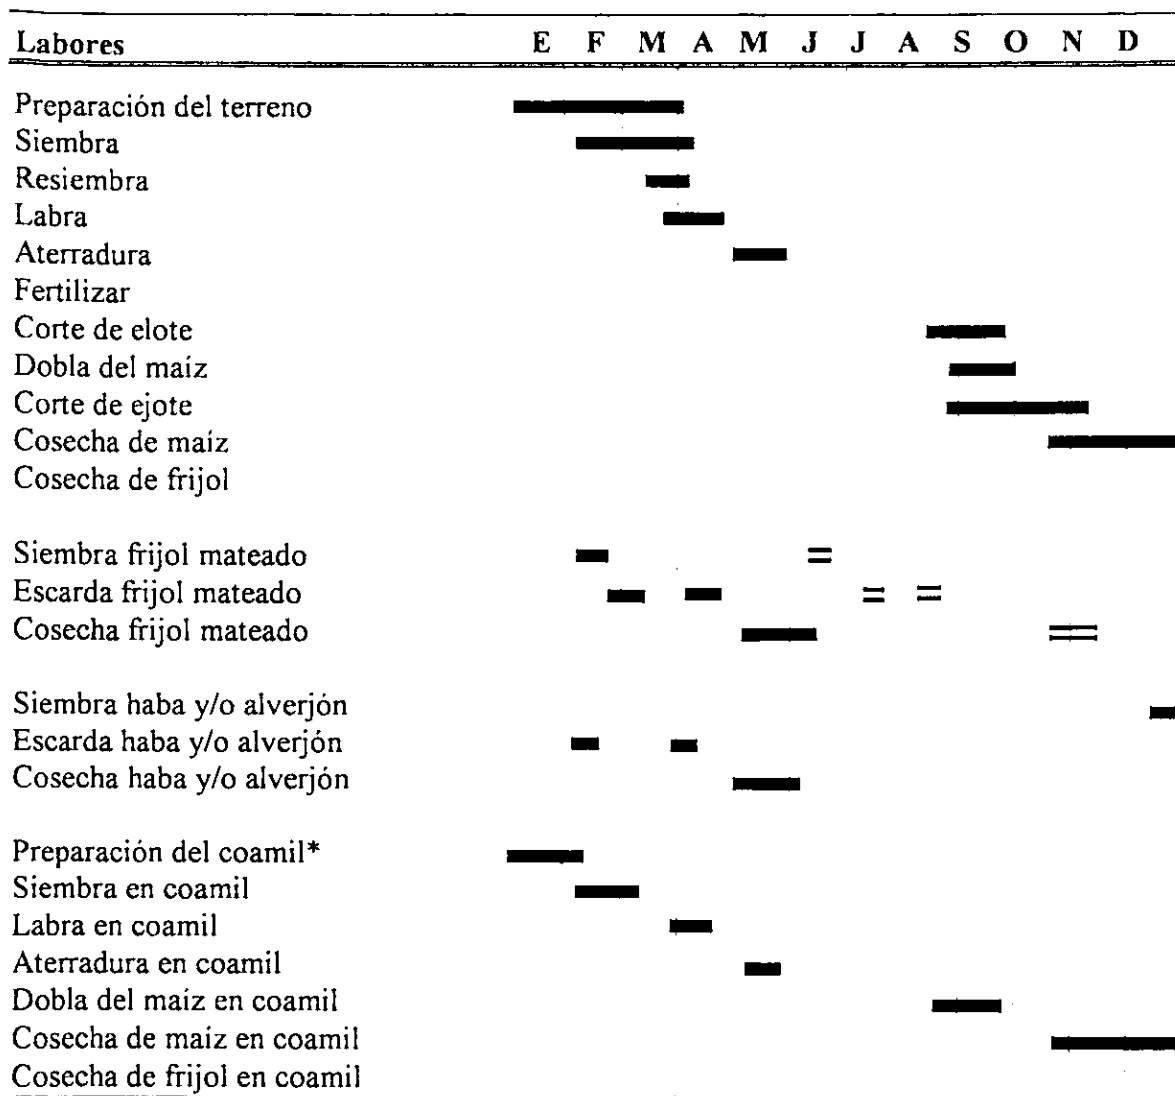 Labores E F M A M J J A S O N D
Preparación del terreno
Siembra
Resiembra
Labra
Aterradura
Fertilizar
Corte de elote
Dobla del maíz
Corte de ejote
Cosecha de maíz
Cosecha de frijol
Siembra frijol mateado
Escarda frijol mateado
Cosecha frijol mateado
Siembra haba y/o alverjón
Escarda haba y/o alverjón
Cosecha haba y/o alverjón
Preparación del coamil*
Siembra en coamil
Labra en coamil
Aterradura en coamil
Dobla del maíz en coamil
Cosecha de maíz en coamil
Cosecha de frijol en coamil